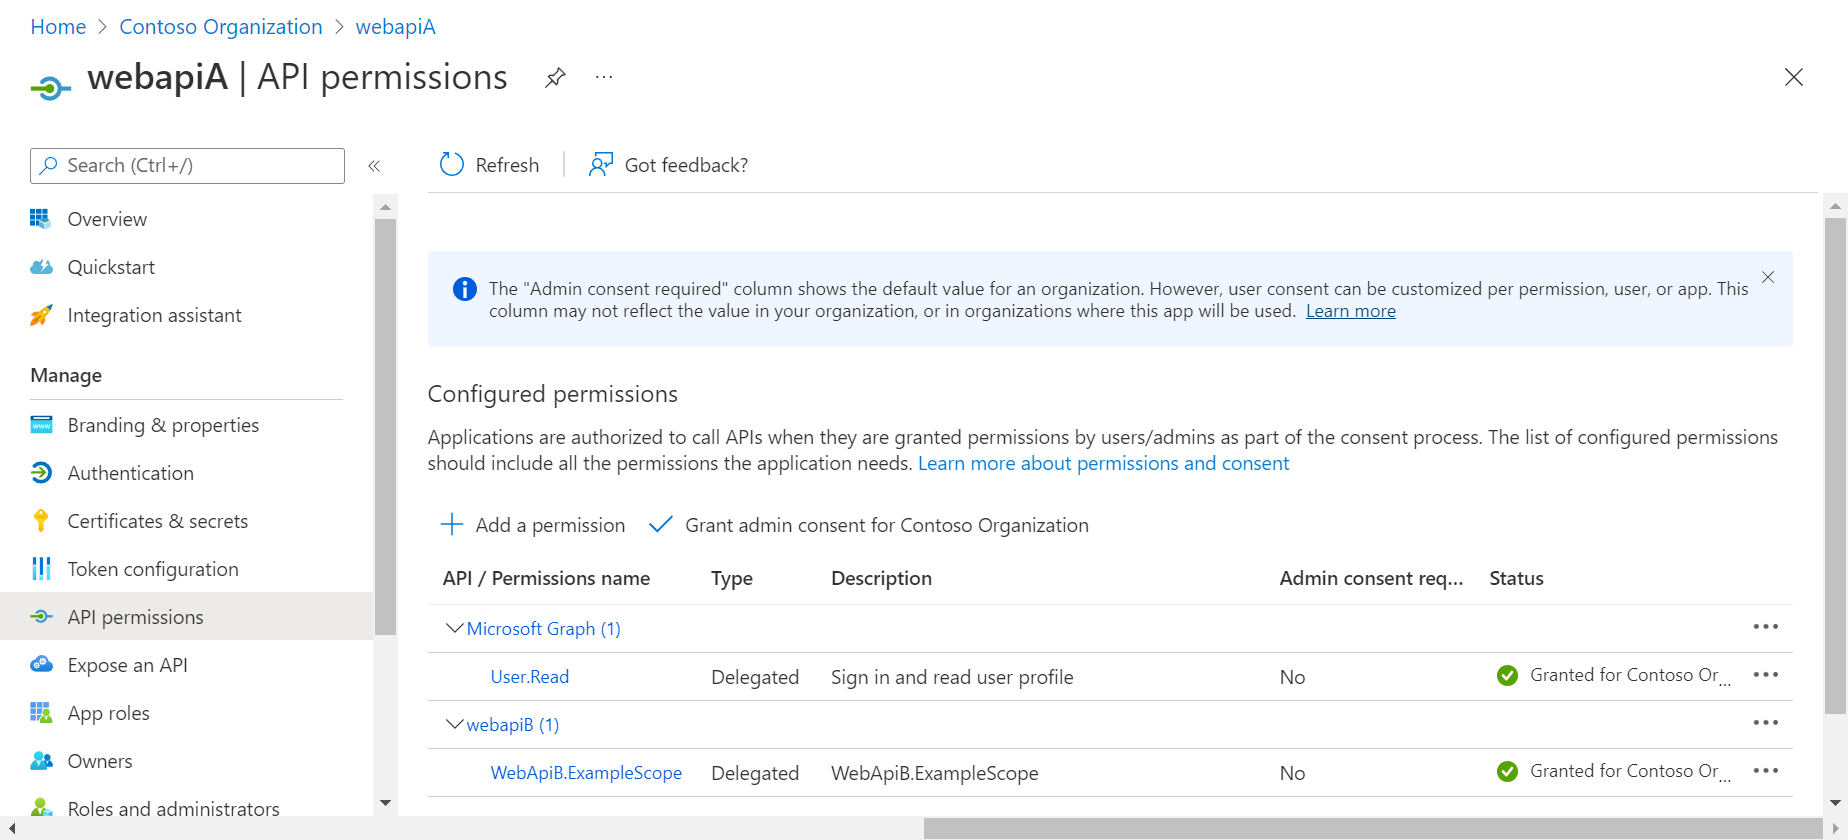 Home > Contoso Organization > webapiA
webapiA | API permissions
Search (Ctrl+/)
Overview
Quickstart
Integration assistant
Manage
Branding & properties
Authentication
Certificates & secrets
Token configuration
API permissions
Expose an API
App roles
Owners
Roles and administrators
Refresh
Got feedback?
The "Admin consent required" column shows the default value for an organization. However, user consent can be customized per permission, user, or app. This
column may not reflect the value in your organization, or in organizations where this app will be used. Learn more
Configured permissions
Applications are authorized to call APIs when they are granted permissions by users/admins as part of the consent process. The list of configured permissions
should include all the permissions the application needs. Learn more about permissions and consent
Add a permission
Grant admin consent for Contoso Organization
API / Permissions name Type Description Admin consent req... Status
Microsoft Graph (1)
User.Read Delegated Sign in and read user profile No Granted for Contoso Or...
webapiB (1)
WebApiB.ExampleScope Delegated WebApiB.ExampleScope No Granted for Contoso Or...